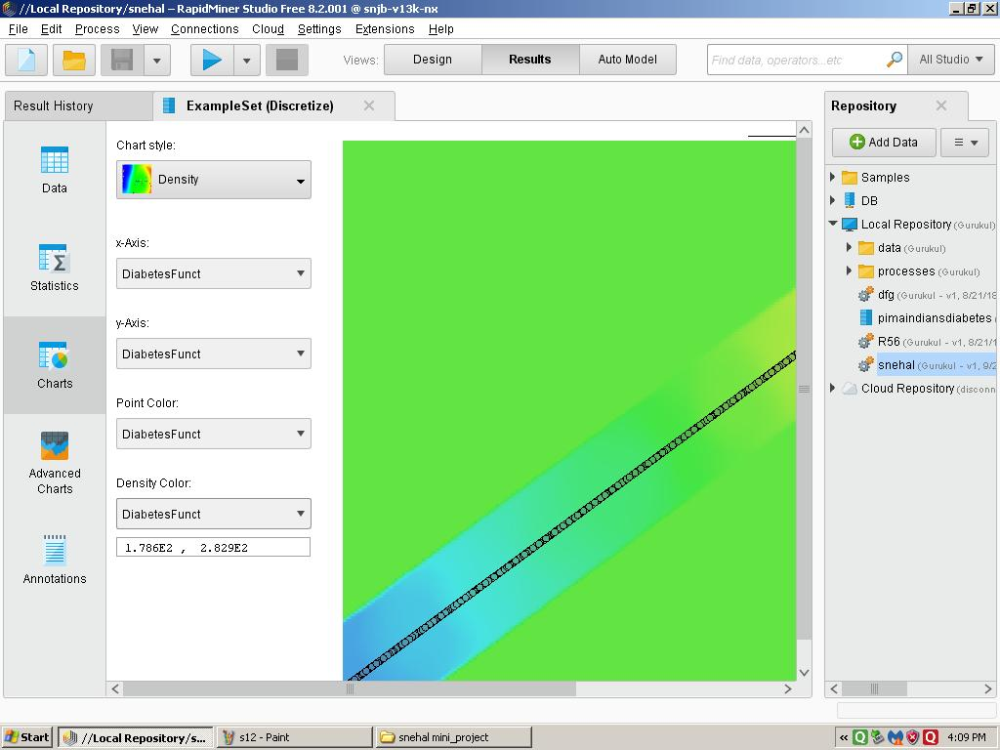 //Local Repository/snehal – RapidMiner Studio Free 8.2.001 @ snjb-v13k-nx
File Edit Process View Connections Cloud Settings Extensions Help
Views: Design Results Auto Model Find data, operators...etc All Studio
Result History ExampleSet (Discretize) Repository
Chart style:
Density
x-Axis:
DiabetesFunct
y-Axis:
DiabetesFunct
Point Color:
DiabetesFunct
Density Color:
DiabetesFunct
1.786E2 , 2.829E2
Data
Statistics
Charts
Advanced
Charts
Annotations
Add Data
Samples
DB
Local Repository (Gurukul)
data (Gurukul)
processes (Gurukul)
dfg (Gurukul - v1, 8/21/18
pimaindiansdiabetes
R56 (Gurukul - v1, 8/21/1
snehal (Gurukul - v1, 9/2
Cloud Repository (disconn
Start //Local Repository/s... s12 - Paint snehal mini_project 4:09 PM